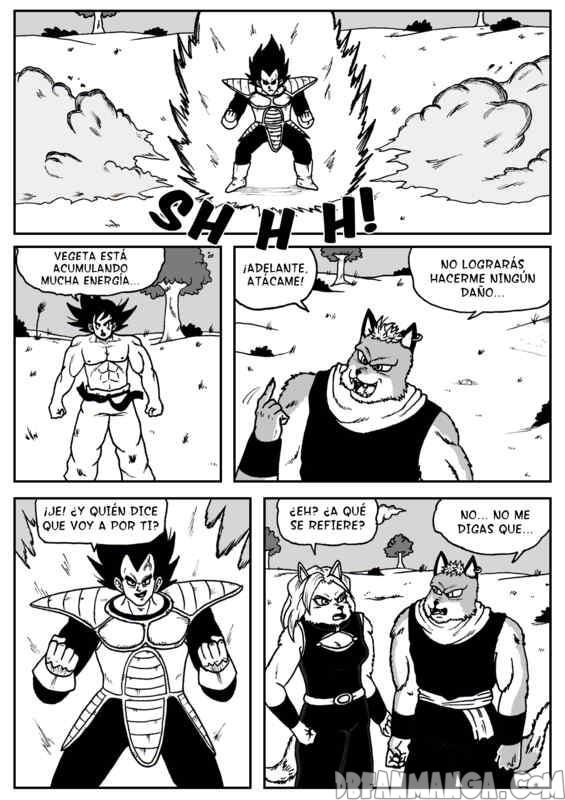 SH H H!
VEGETA ESTÁ
ACUMULANDO
MUCHA ENERGÍA...
¡ADELANTE,
ATÁCAME!
NO LOGRARÁS
HACERME NINGÚN
DAÑO...
¡JE! ¿Y QUIÉN DICE
QUE VOY A POR TI?
¿EH? ¿A QUÉ
SE REFIERE?
NO... NO ME
DIGAS QUE...
DBFANMANGA.COM